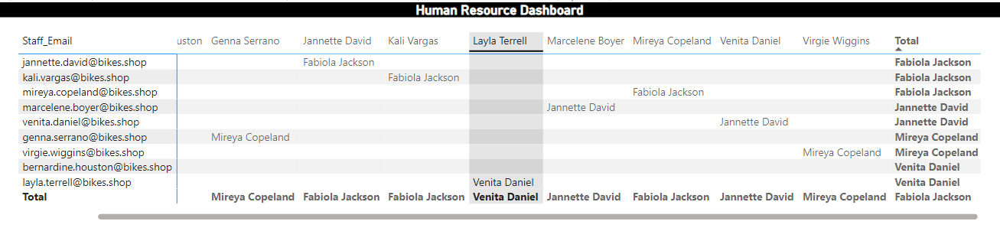 Human Resource Dashboard
Staff_Email uston Genna Serrano Jannette David Kali Vargas Layla Terrell Marcelene Boyer Mireya Copeland Venita Daniel Virgie Wiggins Total
jannette.david@bikes.shop Fabiola Jackson Fabiola Jackson
kali.vargas@bikes.shop Fabiola Jackson Fabiola Jackson
mireya.copeland@bikes.shop Fabiola Jackson Fabiola Jackson
marcelene.boyer@bikes.shop Jannette David Jannette David
venita.daniel@bikes.shop Jannette David Jannette David
genna.serrano@bikes.shop Mireya Copeland Mireya Copeland
virgie.wiggins@bikes.shop Mireya Copeland Mireya Copeland
bernardine.houston@bikes.shop Venita Daniel
layla.terrell@bikes.shop Venita Daniel Venita Daniel
Total Mireya Copeland Fabiola Jackson Fabiola Jackson Venita Daniel Jannette David Fabiola Jackson Jannette David Mireya Copeland Fabiola Jackson